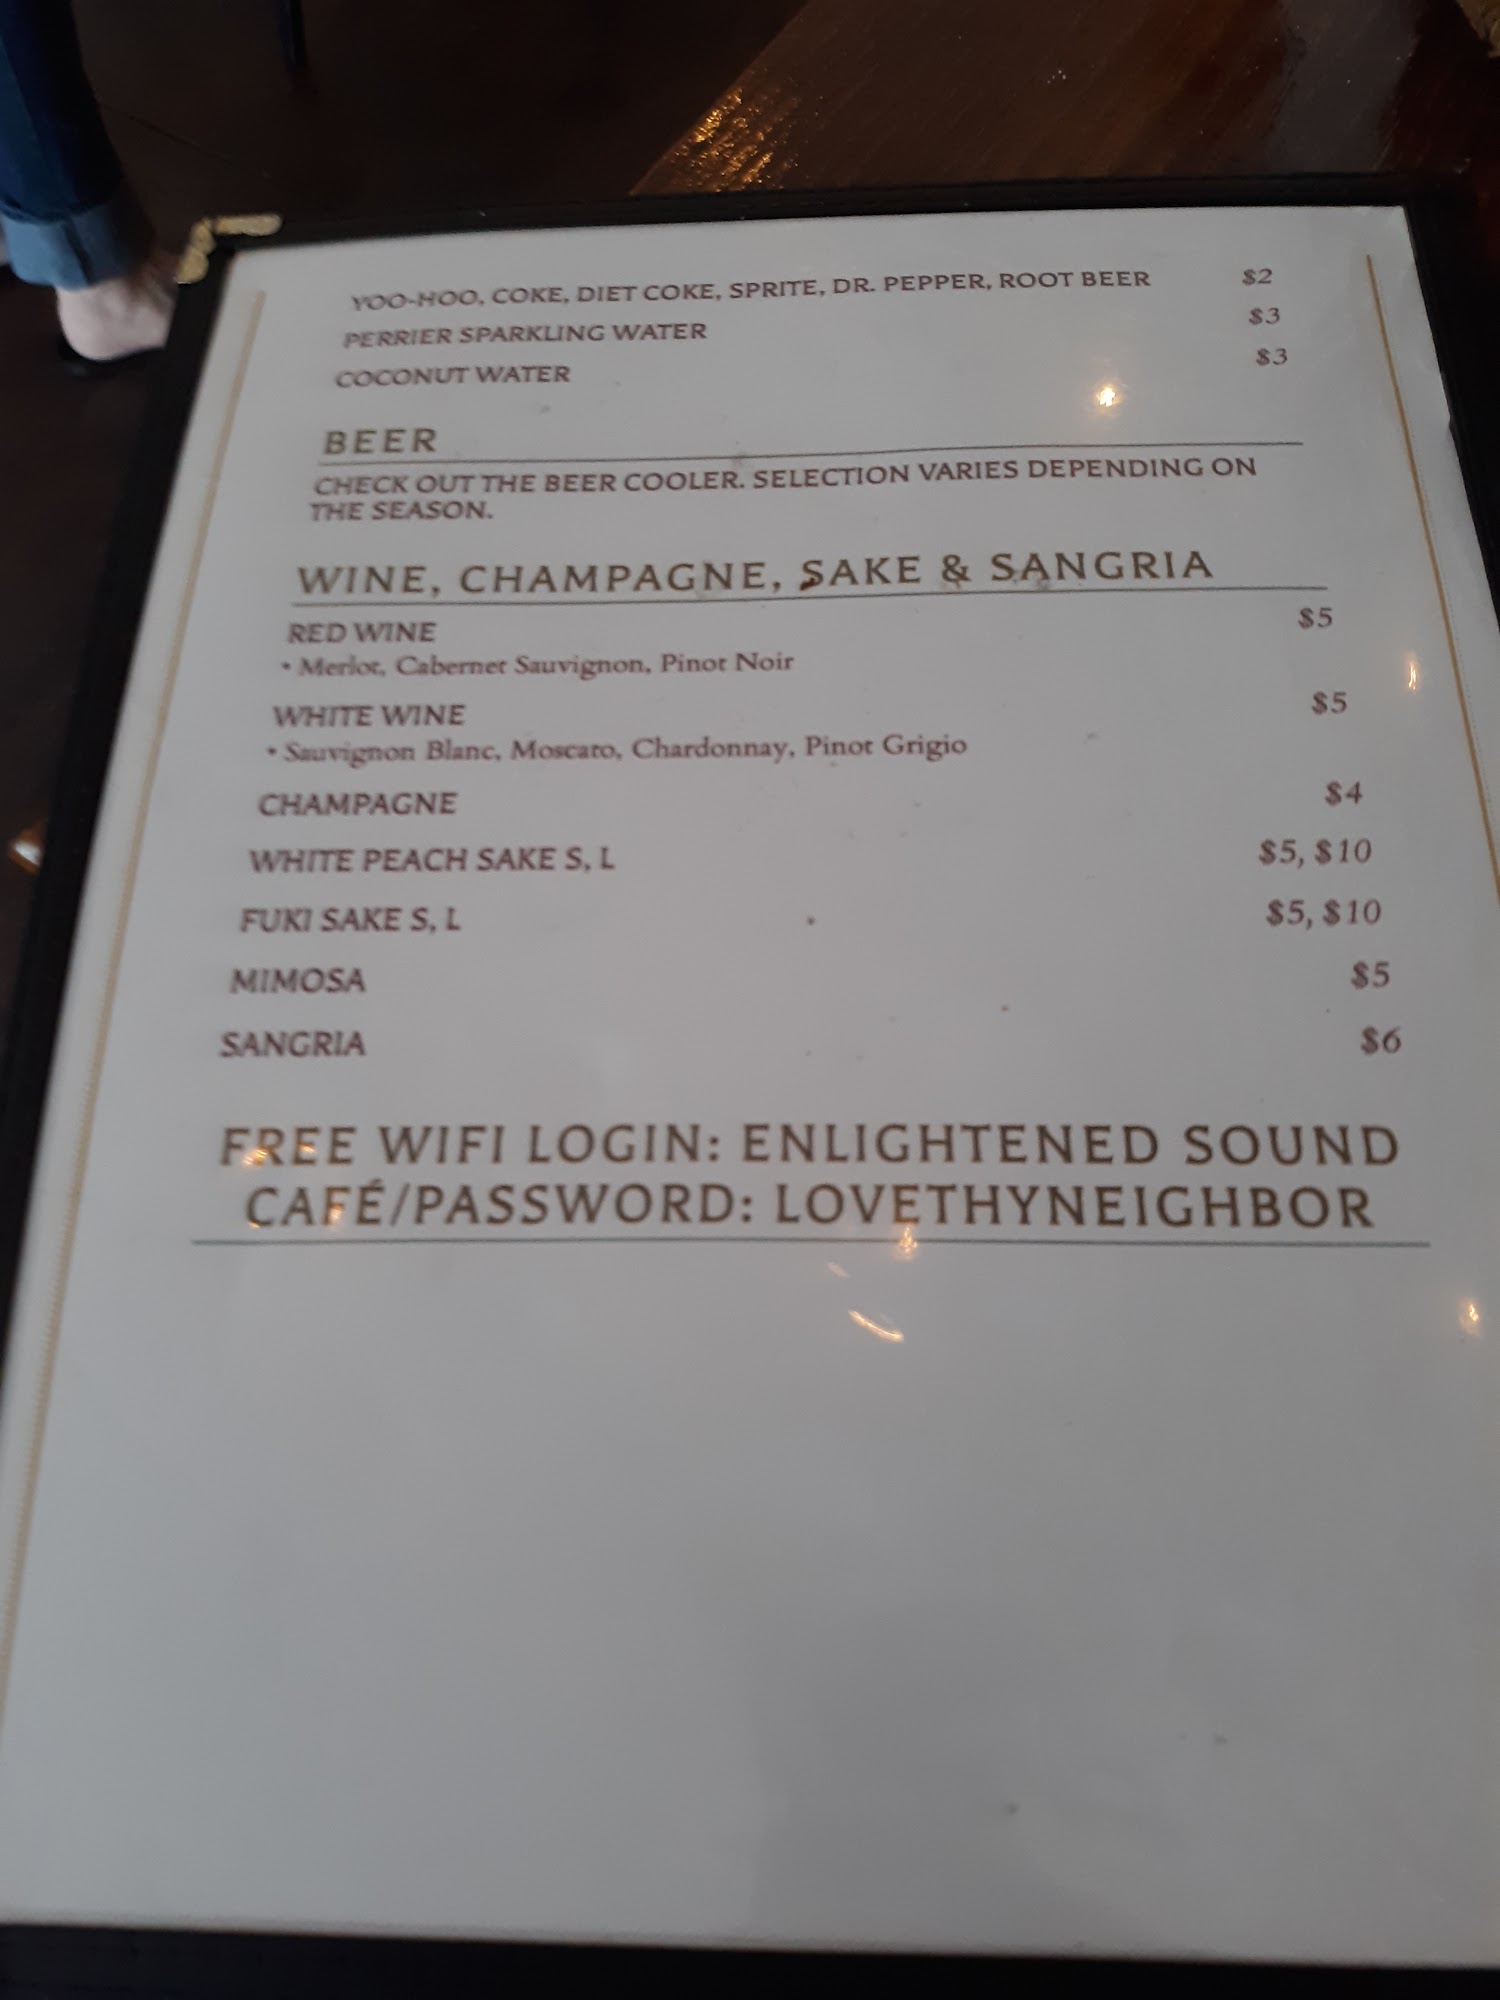 YOO-HOO, COKE, DIET COKE, SPRITE, DR. PEPPER, ROOT BEER $2
PERRIER SPARKLING WATER $3
COCONUT WATER $3
BEER
CHECK OUT THE BEER COOLER. SELECTION VARIES DEPENDING ON
THE SEASON.
WINE, CHAMPAGNE, SAKE & SANGRIA
RED WINE $5
• Merlot, Cabernet Sauvignon, Pinot Noir
WHITE WINE $5
• Sauvignon Blanc, Moscato, Chardonnay, Pinot Grigio
CHAMPAGNE $4
WHITE PEACH SAKE S, L $5, $10
FUKI SAKE S, L $5, $10
MIMOSA $5
SANGRIA $6
FREE WIFI LOGIN: ENLIGHTENED SOUND
CAFÉ/PASSWORD: LOVETHYNEIGHBOR